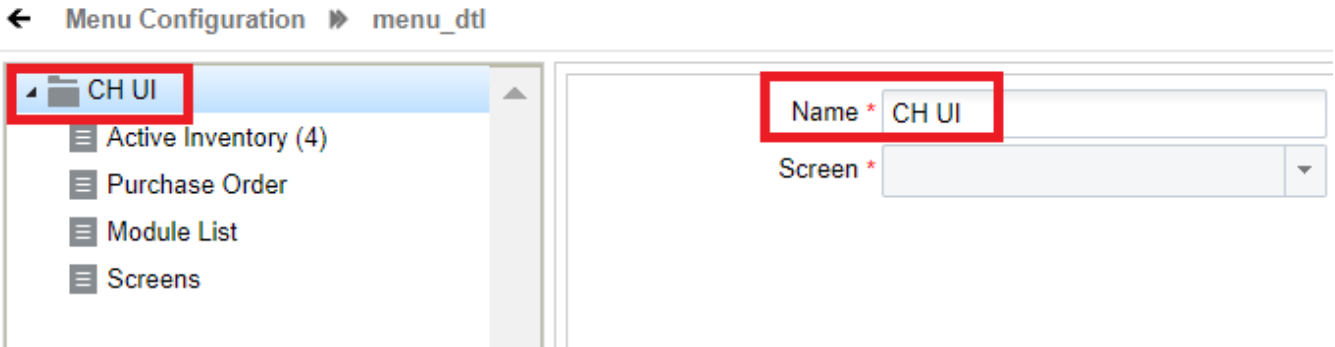 Menu Configuration menu_dtl
CH UI
Active Inventory (4)
Purchase Order
Module List
Screens
Name * CH UI
Screen *